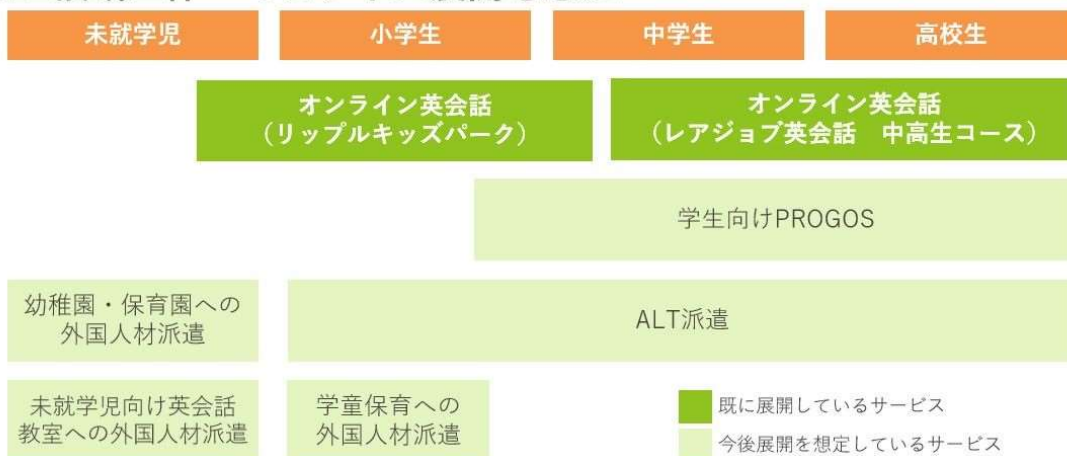 未就学児
小学生
中学生
高校生
オンライン英会話
（リップルキッズパーク）
オンライン英会話
（レアジョブ英会話　中高生コース）
学生向けPROGOS
幼稚園・保育園への
外国人材派遣
ALT派遣
未就学児向け英会話
教室への外国人材派遣
学童保育への
外国人材派遣
既に展開しているサービス
今後展開を想定しているサービス